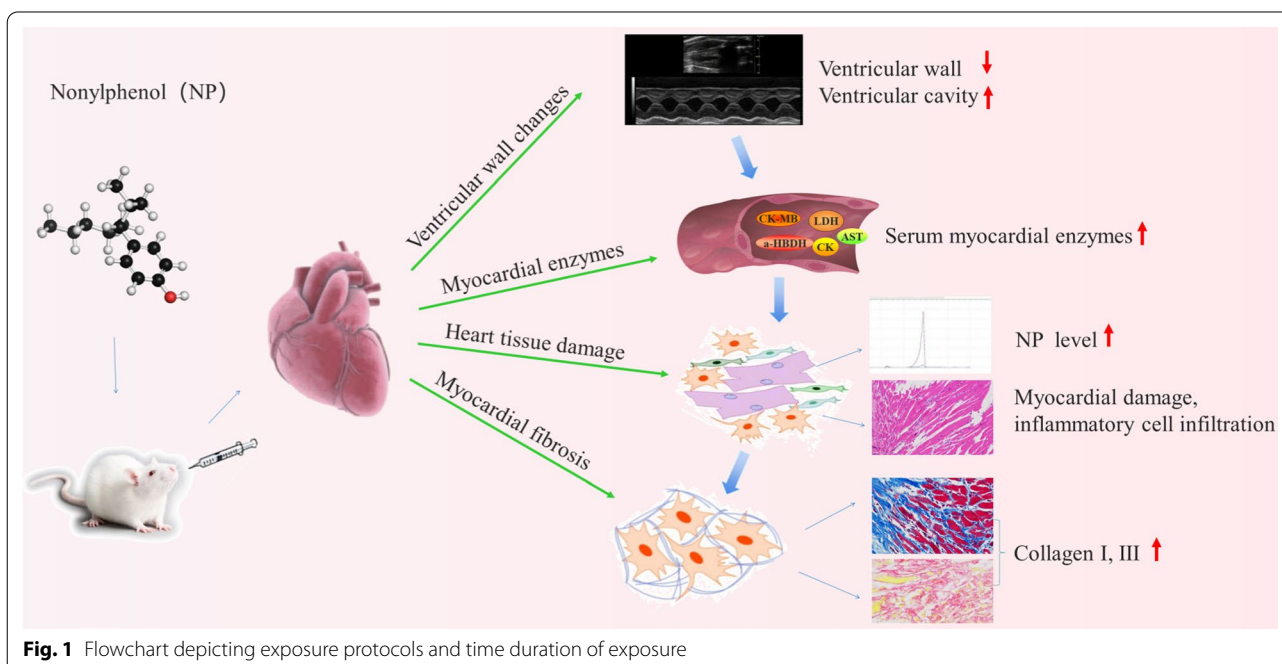 Nonylphenol (NP)
Ventricular wall changes
Myocardial enzymes
Heart tissue damage
Myocardial fibrosis
Ventricular wall
Ventricular cavity
CK-MB
LDH
a-HBDH
CK
AST
Serum myocardial enzymes
NP level
Myocardial damage,
inflammatory cell infiltration
Collagen I, III
Fig. 1 Flowchart depicting exposure protocols and time duration of exposure